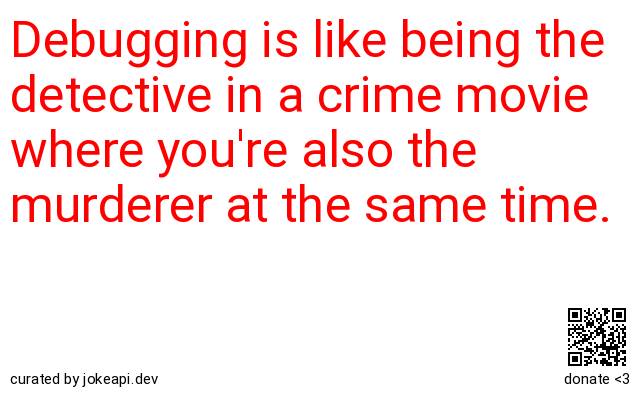 Debugging is like being the
detective in a crime movie
where you're also the
murderer at the same time.
curated by jokeapi.dev
donate <3